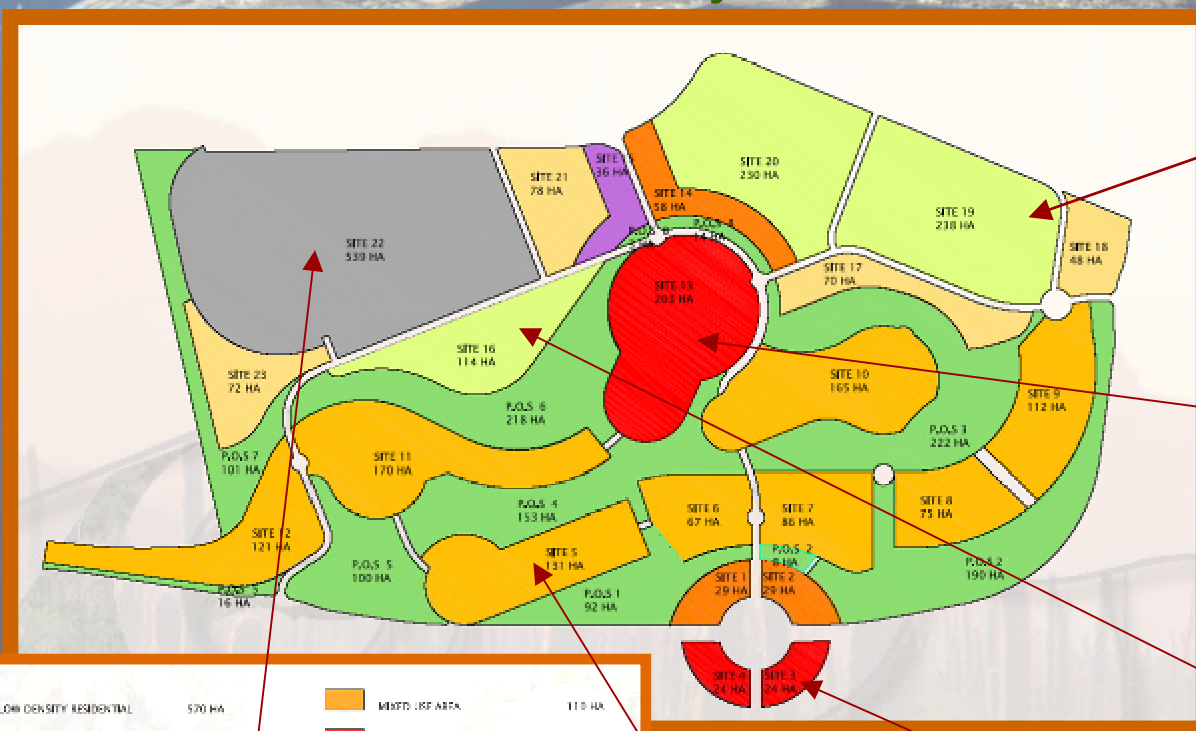 SITE 20
230 HA
SITE 21
78 HA
36 HA
SITE 14
58 HA
SITE 19
238 HA
SITE 22
539 HA
SITE 18
48 HA
SITE 17
70 HA
SITE 13
203 HA
SITE 16
114 HA
SITE 23
72 HA
SITE 10
165 HA
SITE 9
112 HA
P.O.S 6
218 HA
P.O.S 3
222 HA
P.O.S 7
101 HA
SITE 11
170 HA
P.O.S 4
153 HA
SITE 6
67 HA
SITE 7
86 HA
SITE 8
75 HA
SITE 12
121 HA
SITE 5
131 HA
P.O.S 5
100 HA
P.O.S 2
190 HA
SITE 1
29 HA
SITE 2
29 HA
16 HA
P.O.S 1
92 HA
SITE 4
24 HA
SITE 3
24 HA
LOW DENSITY RESIDENTIAL 570 HA
MIXED USE AREA 110 HA